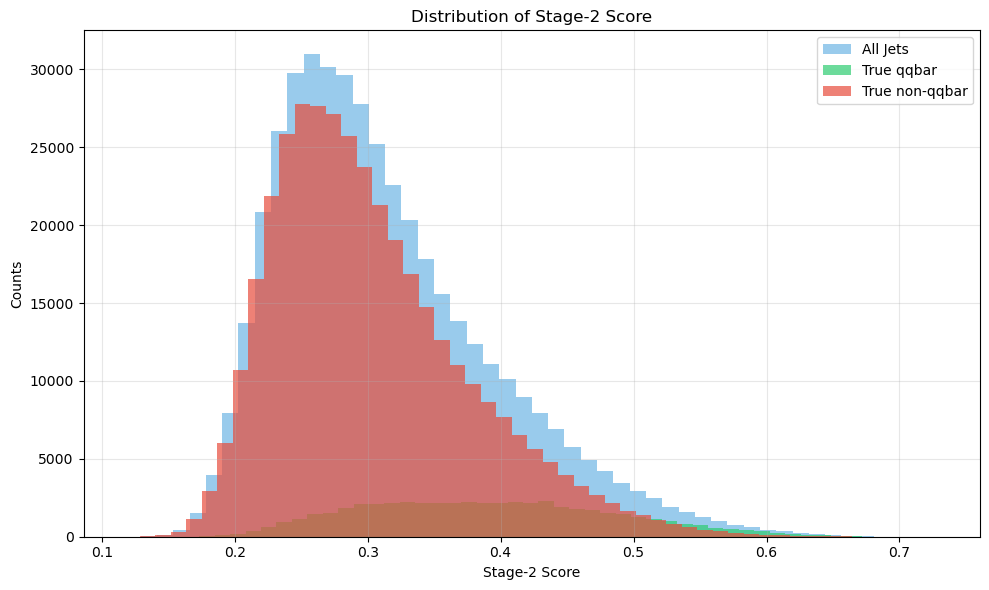 Distribution of Stage-2 Score
All Jets
True qqbar
True non-qqbar
Counts
30000
25000
20000
15000
10000
5000
0
0.1 0.2 0.3 0.4 0.5 0.6 0.7
Stage-2 Score